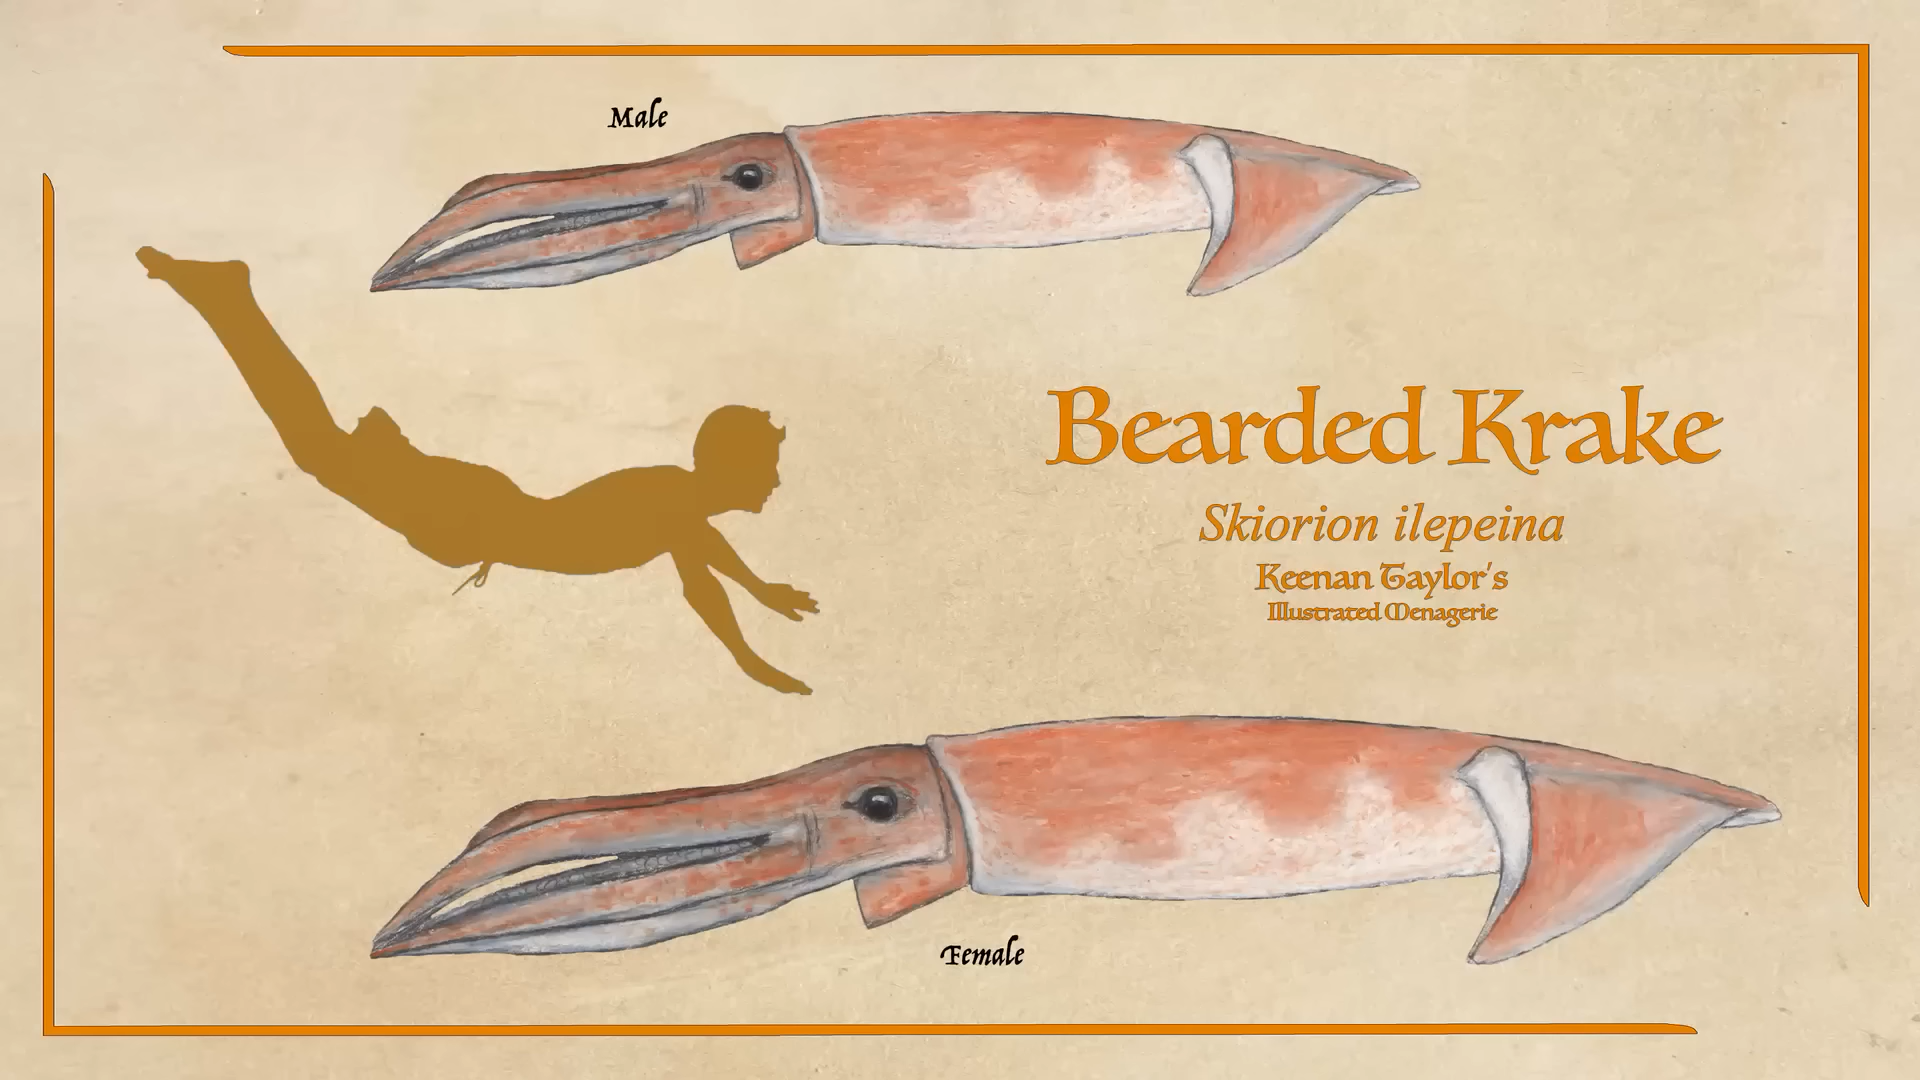 Male
Bearded Krake
Skiorion ilepeina
Keenan Taylor's
Illustrated Menagerie
Female